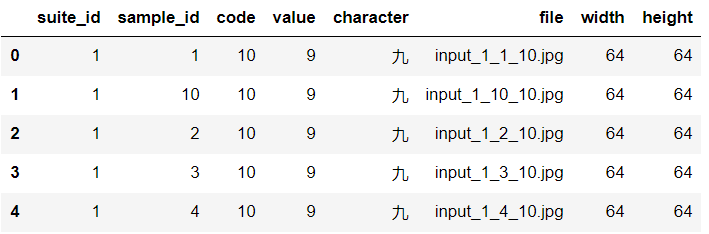 suite_id sample_id code value character file width height
0 1 1 10 9 九 input_1_1_10.jpg 64 64
1 1 10 10 9 九 input_1_10_10.jpg 64 64
2 1 2 10 9 九 input_1_2_10.jpg 64 64
3 1 3 10 9 九 input_1_3_10.jpg 64 64
4 1 4 10 9 九 input_1_4_10.jpg 64 64